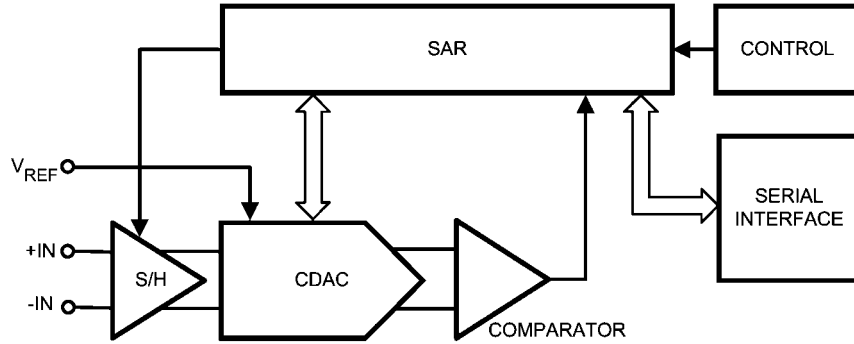 SAR
CONTROL
VREF
SERIAL
INTERFACE
+IN
S/H
CDAC
-IN
COMPARATOR